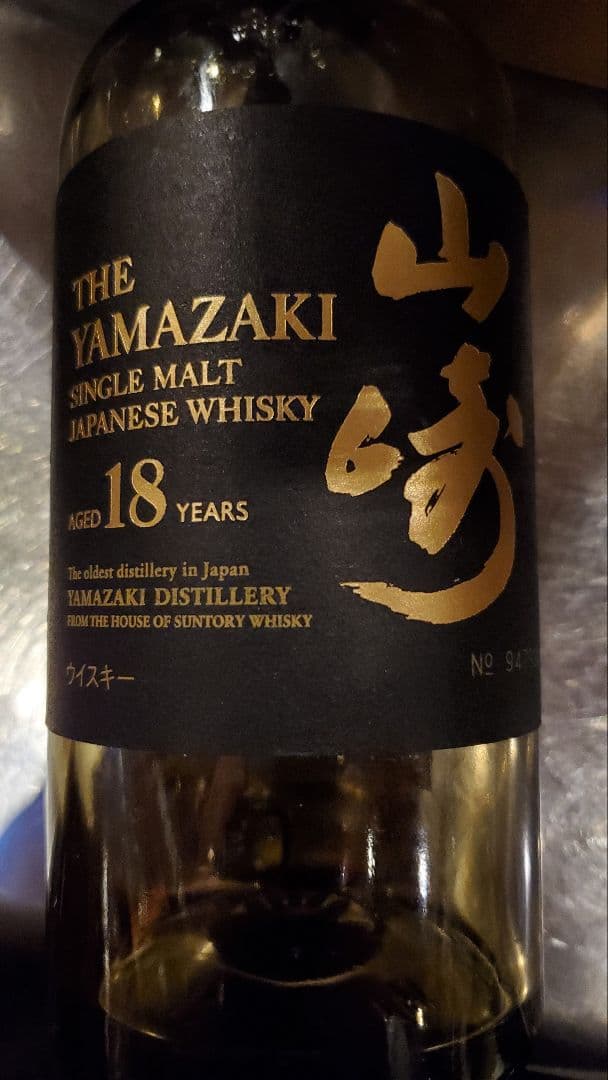 THE
YAMAZAKI
SINGLE MALT
JAPANESE WHISKY
AGED 18 YEARS
The oldest distillery in Japan
YAMAZAKI DISTILLERY
FROM THE HOUSE OF SUNTORY WHISKY
ウイスキー
山崎
№